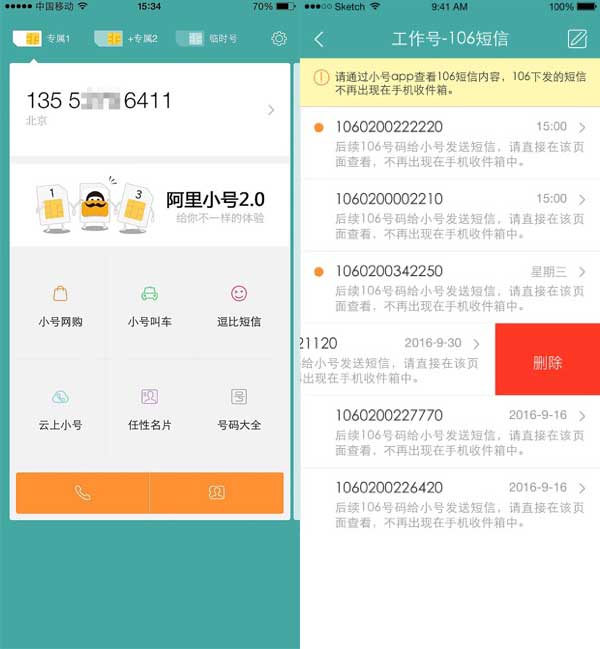 中国移动 15:34 70%
专属1 +专属2 临时号
135 5 6411
北京
1 3
阿里小号2.0
给你不一样的体验
小号网购 小号叫车 逗比短信
云上小号 任性名片 号码大全
号
Sketch 9:41 AM 100%
工作号-106短信
请通过小号app查看106短信内容，106下发的短信
不再出现在手机收件箱。
1060200222220 15:00
后续106号码给小号发送短信，请直接在该页
面查看，不再出现在手机收件箱中。
1060200002210 15:00
后续106号码给小号发送短信，请直接在该页
面查看，不再出现在手机收件箱中。
1060200342250 星期三
后续106号码给小号发送短信，请直接在该页
面查看，不再出现在手机收件箱中。
21120 2016-9-30
给小号发送短信，请直接在该页
出现在手机收件箱中。
删除
1060200227770 2016-9-16
后续106号码给小号发送短信，请直接在该页
面查看，不再出现在手机收件箱中。
1060200226420 2016-9-16
后续106号码给小号发送短信，请直接在该页
面查看，不再出现在手机收件箱中。